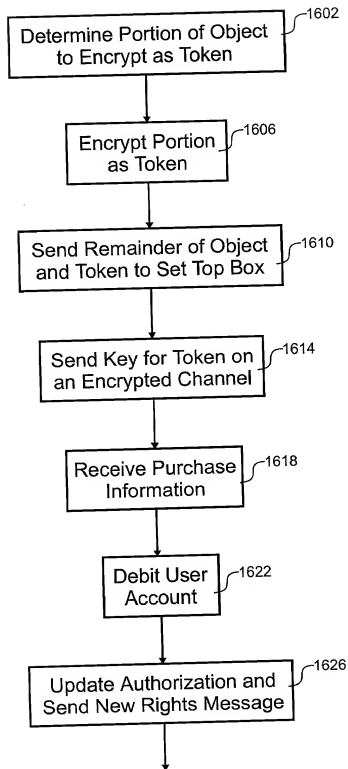 Determine Portion of Object
to Encrypt as Token
1602
Encrypt Portion
as Token
1606
Send Remainder of Object
and Token to Set Top Box
1610
Send Key for Token on
an Encrypted Channel
1614
Receive Purchase
Information
1618
Debit User
Account
1622
Update Authorization and
Send New Rights Message
1626